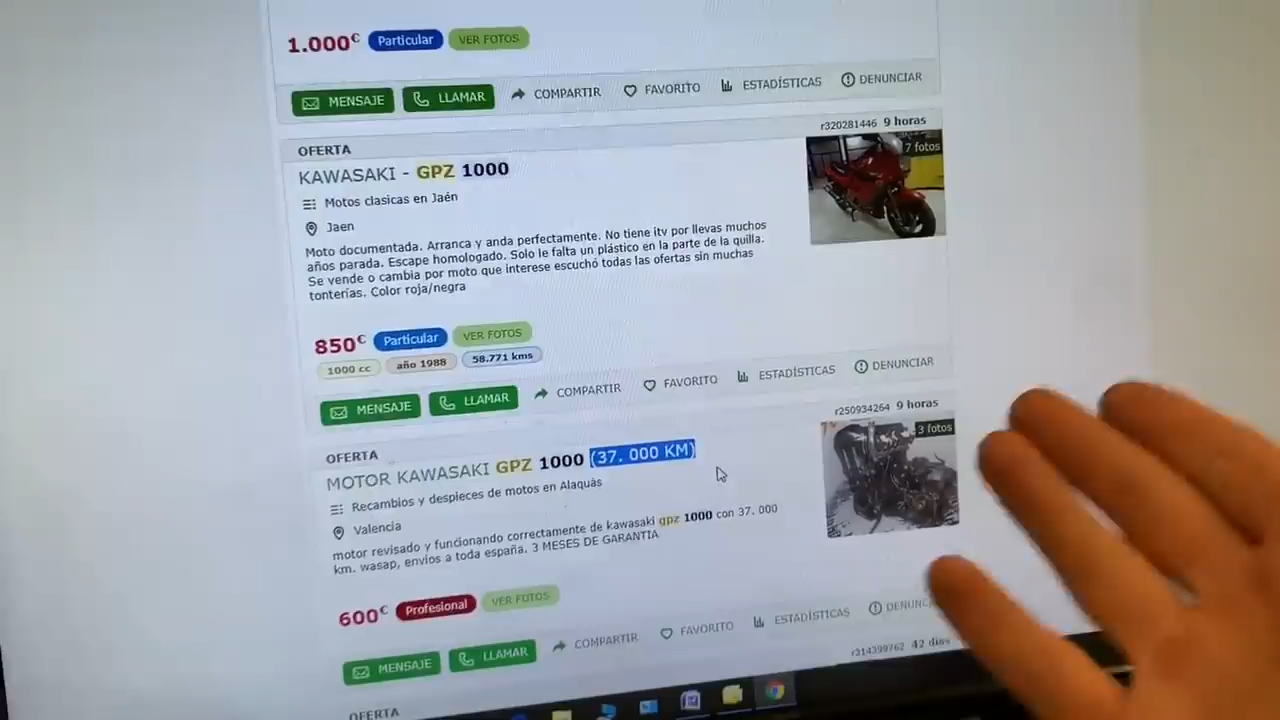 1.000€ Particular VER FOTOS
MENSAJE LLAMAR COMPARTIR FAVORITO ESTADÍSTICAS DENUNCIAR
r320281446 9 horas
OFERTA
7 fotos
KAWASAKI - GPZ 1000
Motos clasicas en Jaén
Jaen
Moto documentada. Arranca y anda perfectamente. No tiene itv por llevas muchos
años parada. Escape homologado. Solo le falta un plástico en la parte de la quilla.
Se vende o cambia por moto que interese escuchó todas las ofertas sin muchas
tonterías. Color roja/negra
850€ Particular VER FOTOS
1000 cc año 1988 58.771 kms
MENSAJE LLAMAR COMPARTIR FAVORITO ESTADÍSTICAS DENUNCIAR
r250934264 9 horas
OFERTA
3 fotos
MOTOR KAWASAKI GPZ 1000 (37. 000 KM)
Recambios y despieces de motos en Alaquàs
Valencia
motor revisado y funcionando correctamente de kawasaki gpz 1000 con 37. 000
km. wasap, envios a toda españa. 3 MESES DE GARANTIA
600€ Profesional VER FOTOS
MENSAJE LLAMAR COMPARTIR FAVORITO ESTADÍSTICAS
r314399762 42 dias
OFERTA